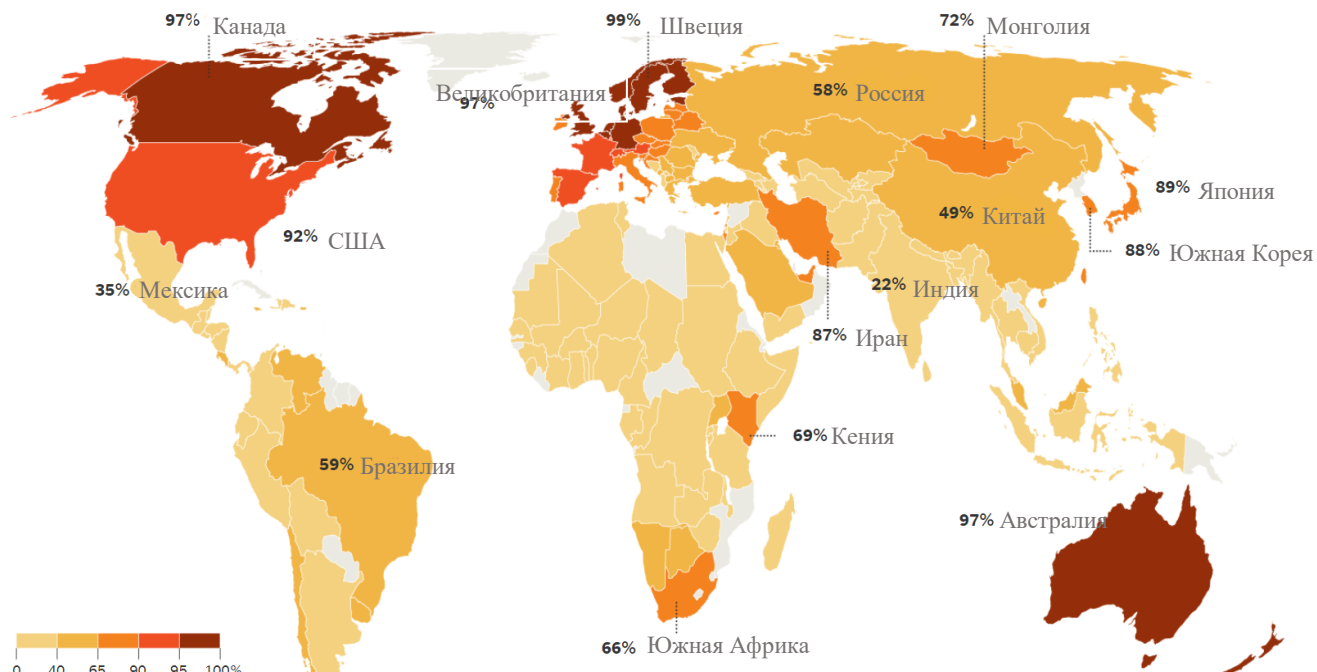 97% Канада
99% Швеция
72% Монголия
Великобритания
97%
58% Россия
89% Япония
49% Китай
92% США
88% Южная Корея
35% Мексика
22% Индия
87% Иран
69% Кения
59% Бразилия
97% Австралия
66% Южная Африка
0 40 65 90 95 100%